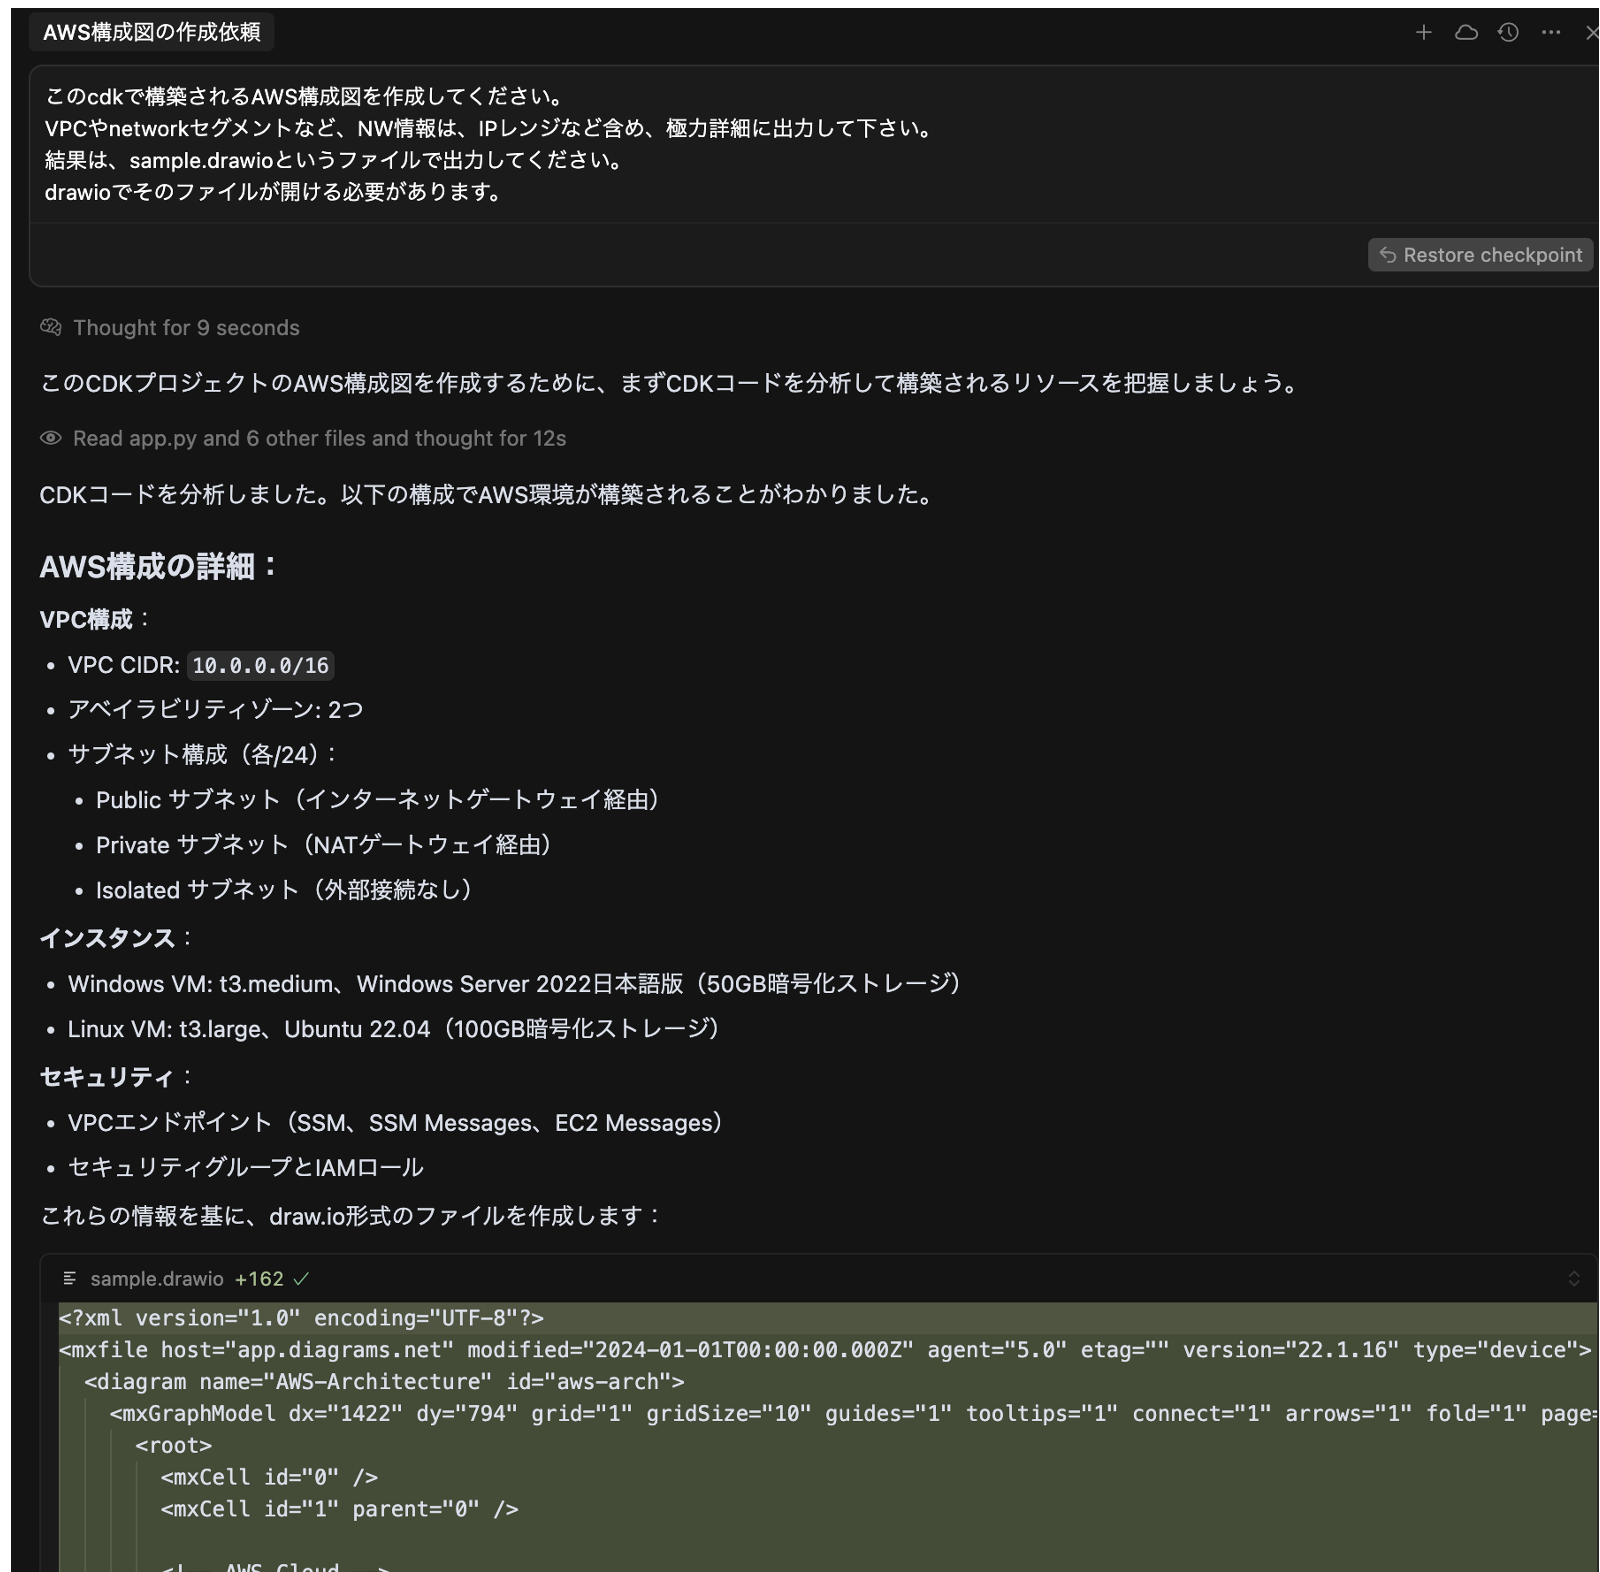 AWS構成図の作成依頼
このcdkで構築されるAWS構成図を作成してください。
VPCやnetworkセグメントなど、NW情報は、IPレンジなど含め、極力詳細に出力して下さい。
結果は、sample.drawioというファイルで出力してください。
drawioでそのファイルが開ける必要があります。
Restore checkpoint
Thought for 9 seconds
このCDKプロジェクトのAWS構成図を作成するために、まずCDKコードを分析して構築されるリソースを把握しましょう。
Read app.py and 6 other files and thought for 12s
CDKコードを分析しました。以下の構成でAWS環境が構築されることがわかりました。
AWS構成の詳細：
VPC構成：
• VPC CIDR: 10.0.0.0/16
• アベイラビリティゾーン: 2つ
• サブネット構成（各/24）：
• Public サブネット（インターネットゲートウェイ経由）
• Private サブネット（NATゲートウェイ経由）
• Isolated サブネット（外部接続なし）
インスタンス：
• Windows VM: t3.medium、Windows Server 2022日本語版（50GB暗号化ストレージ）
• Linux VM: t3.large、Ubuntu 22.04（100GB暗号化ストレージ）
セキュリティ：
• VPCエンドポイント（SSM、SSM Messages、EC2 Messages）
• セキュリティグループとIAMロール
これらの情報を基に、draw.io形式のファイルを作成します：
sample.drawio +162
<?xml version="1.0" encoding="UTF-8"?>
<mxfile host="app.diagrams.net" modified="2024-01-01T00:00:00.000Z" agent="5.0" etag="" version="22.1.16" type="device">
<diagram name="AWS-Architecture" id="aws-arch">
<mxGraphModel dx="1422" dy="794" grid="1" gridSize="10" guides="1" tooltips="1" connect="1" arrows="1" fold="1" page=
<root>
<mxCell id="0" />
<mxCell id="1" parent="0" />
<!-- AWS Cloud -->